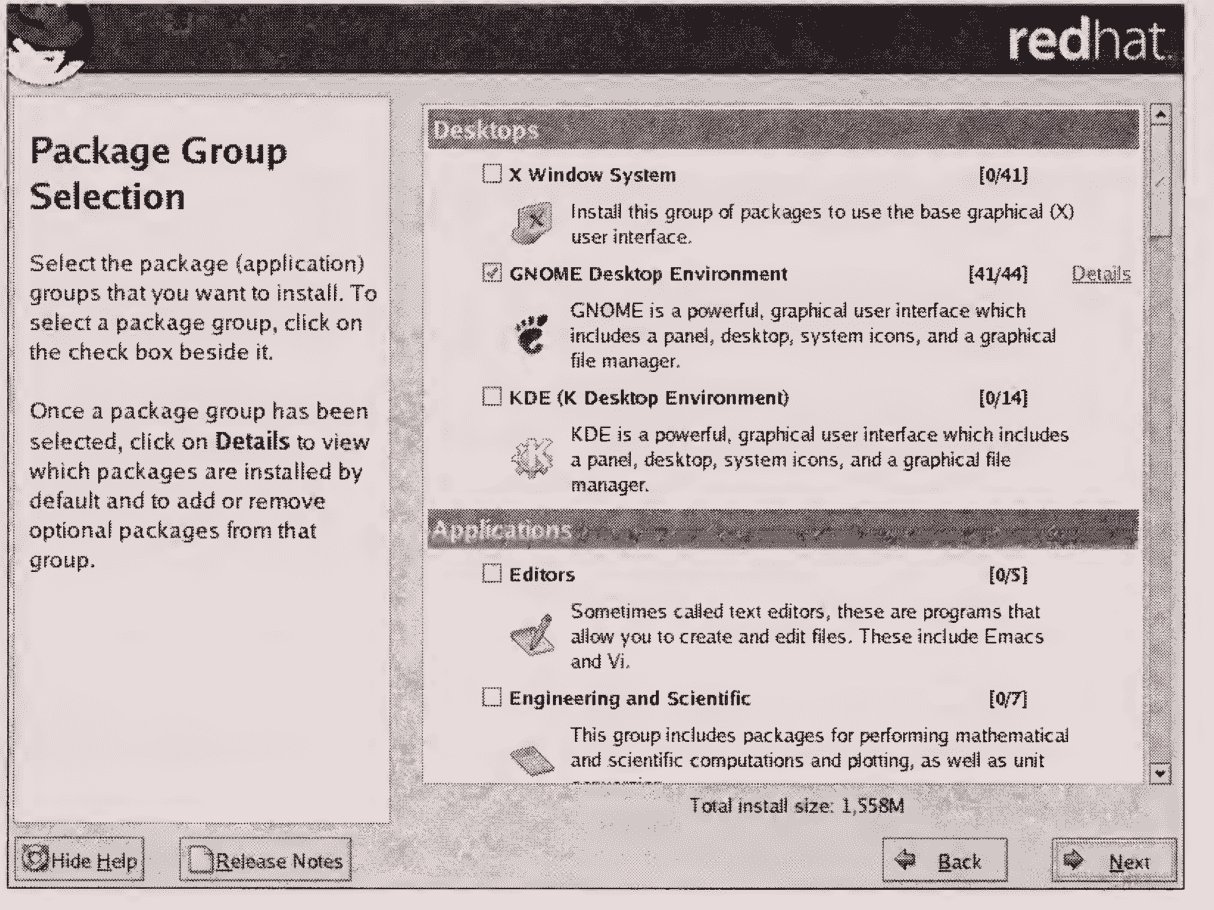 redhat.
Package Group
Selection
Select the package (application)
groups that you want to install. To
select a package group, click on
the check box beside it.
Once a package group has been
selected, click on Details to view
which packages are installed by
default and to add or remove
optional packages from that
group.
Desktops
X Window System [0/41]
Install this group of packages to use the base graphical (X)
user interface.
GNOME Desktop Environment [41/44] Details
GNOME is a powerful, graphical user interface which
includes a panel, desktop, system icons, and a graphical
file manager.
KDE (K Desktop Environment) [0/14]
KDE is a powerful, graphical user interface which includes
a panel, desktop, system icons, and a graphical file
manager.
Applications
Editors [0/5]
Sometimes called text editors, these are programs that
allow you to create and edit files. These include Emacs
and Vi.
Engineering and Scientific [0/7]
This group includes packages for performing mathematical
and scientific computations and plotting, as well as unit
Total install size: 1,558M
Hide Help
Release Notes
Back
Next